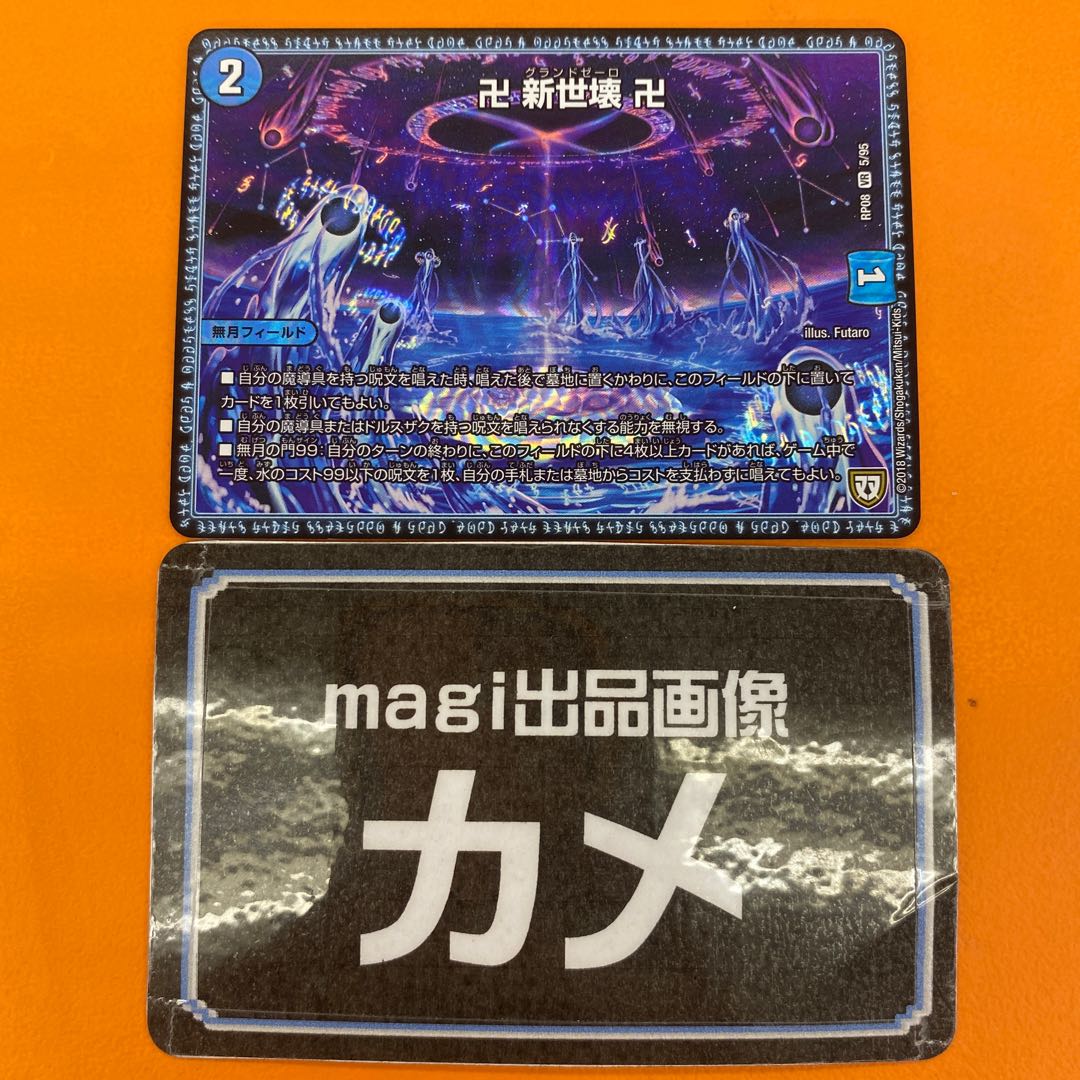 2
グランドゼーロ
卍 新世壊 卍
RP08 VR 5/95
1
無月フィールド
illus. Futaro
■自分の魔導具を持つ呪文を唱えた時、唱えた後で墓地に置くかわりに、このフィールドの下に置いて
カードを1枚引いてもよい。
■自分の魔導具またはドルスザクを持つ呪文を唱えられなくする能力を無視する。
■無月の門99:自分のターンの終わりに、このフィールドの下に4枚以上カードがあれば、ゲーム中で
一度、水のコスト99以下の呪文を1枚、自分の手札または墓地からコストを支払わずに唱えてもよい。
©2018 Wizards/Shogakukan/Mitsui-Kids
magi出品画像
カメ